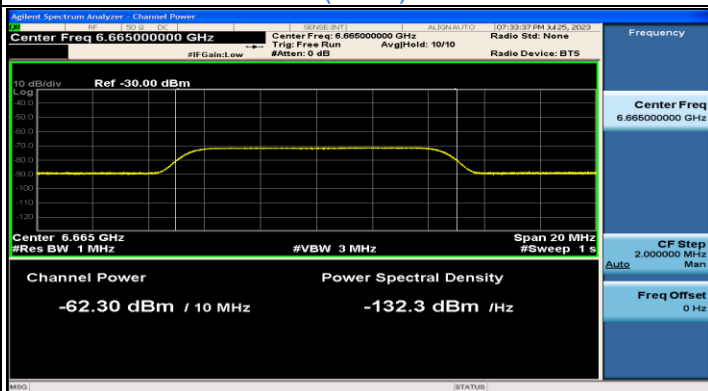 Agilent Spectrum Analyzer - Channel Power
RF 50 Ω DC SENSE:INT ALIGN AUTO 07:33:37 PM Jul 25, 2023
Center Freq 6.665000000 GHz
Center Freq: 6.665000000 GHz
Radio Std: None
Trig: Free Run Avg|Hold: 10/10
#IFGain:Low #Atten: 0 dB Radio Device: BTS
Frequency
10 dB/div Ref -30.00 dBm
Log
-40.0
-50.0
-60.0
-70.0
-80.0
-90.0
-100
-110
-120
Center Freq
6.665000000 GHz
Center 6.665 GHz Span 20 MHz
#Res BW 1 MHz #VBW 3 MHz #Sweep 1 s
CF Step
2.000000 MHz
Auto Man
Channel Power Power Spectral Density
-62.30 dBm / 10 MHz -132.3 dBm /Hz
Freq Offset
0 Hz
MSG STATUS